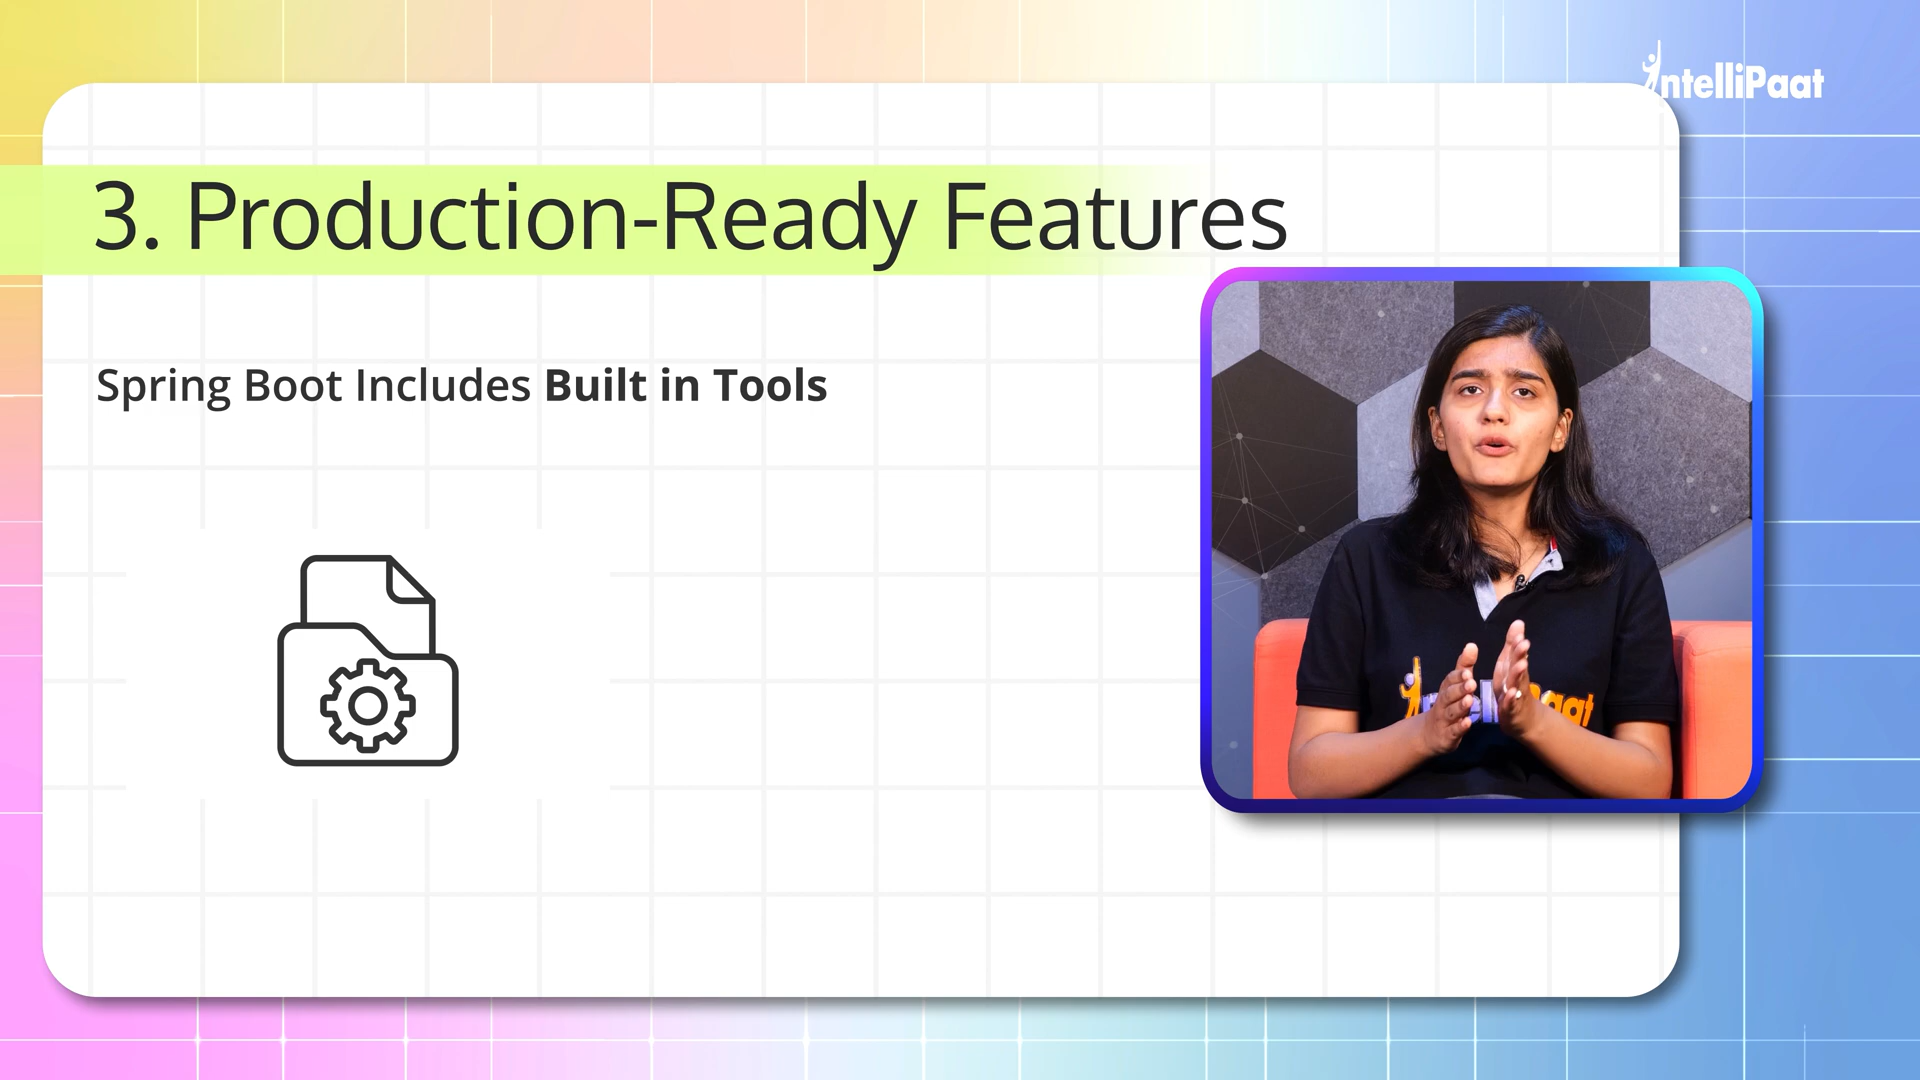 IntelliPaat
3. Production-Ready Features
Spring Boot Includes Built in Tools